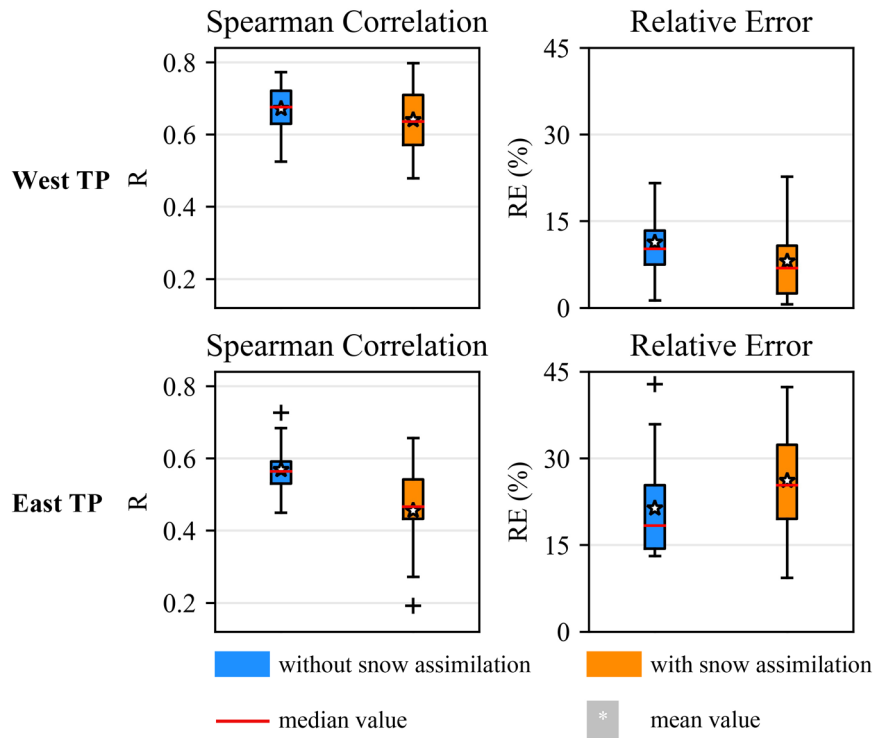 Spearman Correlation
Relative Error
West TP
R
0.8
0.6
0.4
0.2
RE (%)
45
30
15
0
Spearman Correlation
Relative Error
East TP
R
0.8
0.6
0.4
0.2
RE (%)
45
30
15
0
without snow assimilation
with snow assimilation
median value
* mean value